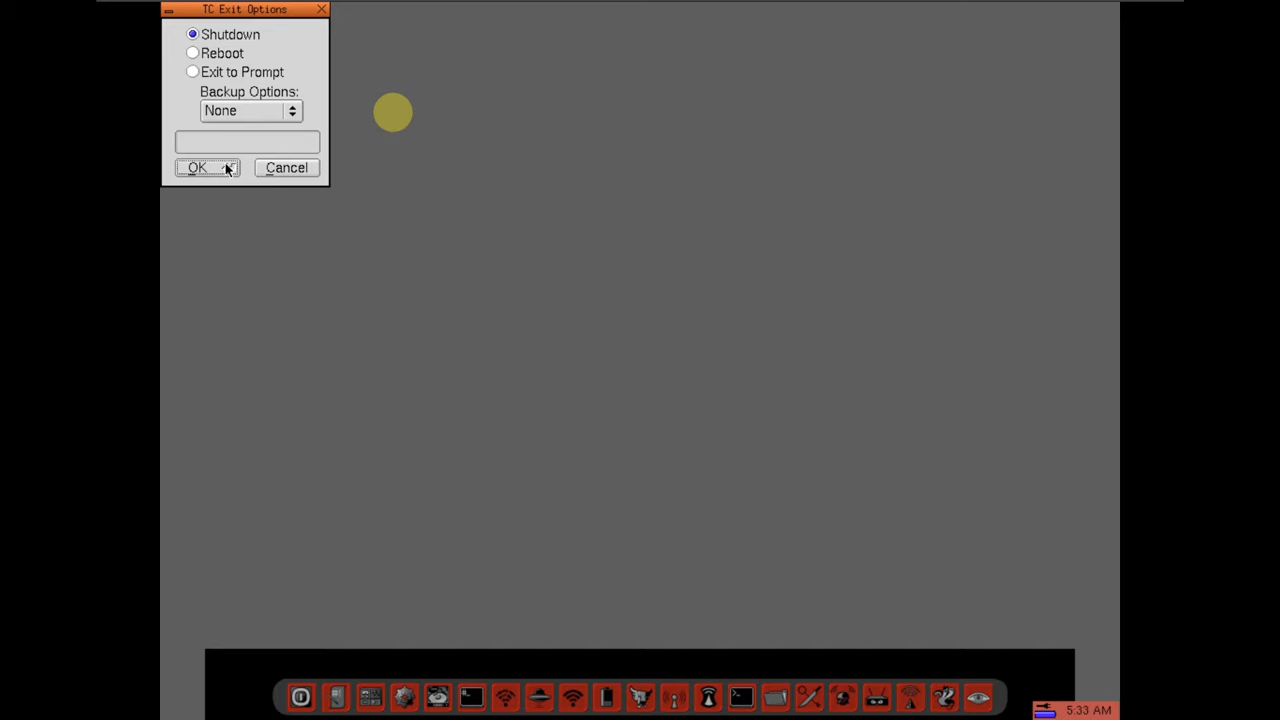 TC Exit Options
Shutdown
Reboot
Exit to Prompt
Backup Options:
None
OK
Cancel
5:33 AM